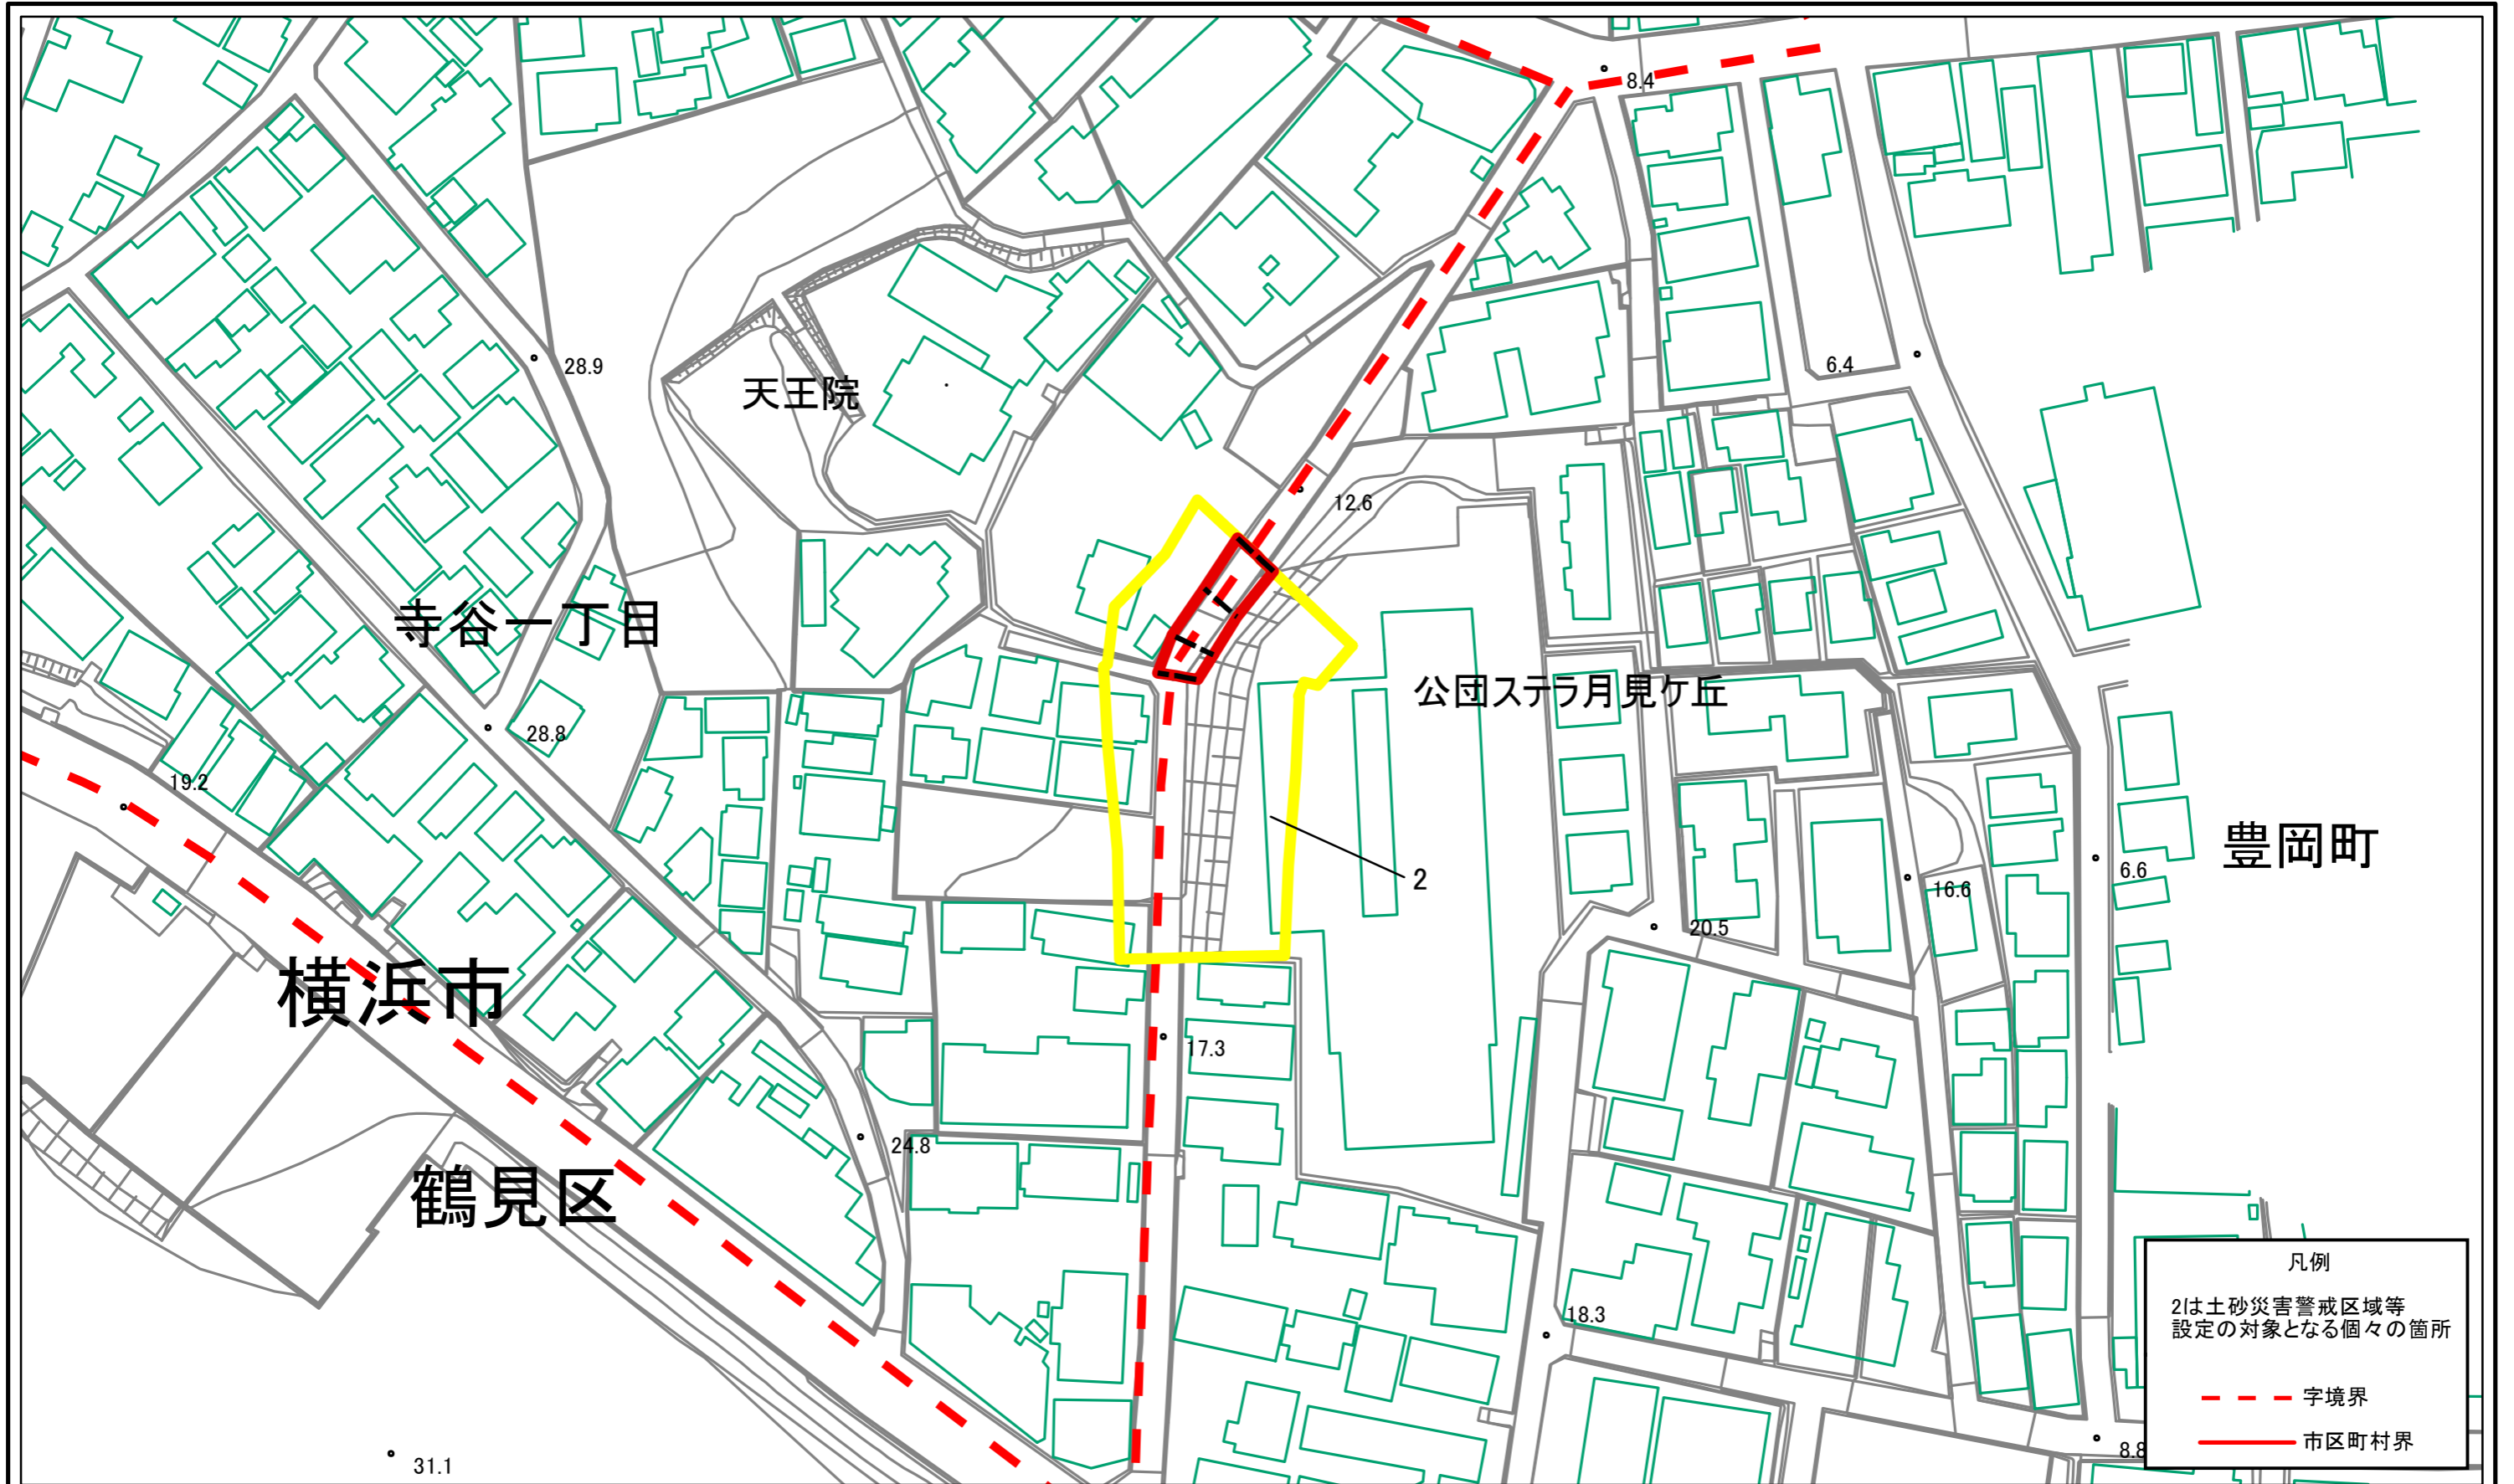 8.4
6.4
28.9
天王院
12.6
寺谷一丁目
公団ステラ月見ケ丘
28.8
19.2
豊岡町
2
6.6
16.6
20.5
横浜市
17.3
24.8
鶴見区
凡例
2は土砂災害警戒区域等
設定の対象となる個々の箇所
18.3
字境界
市区町村界
8.8
31.1